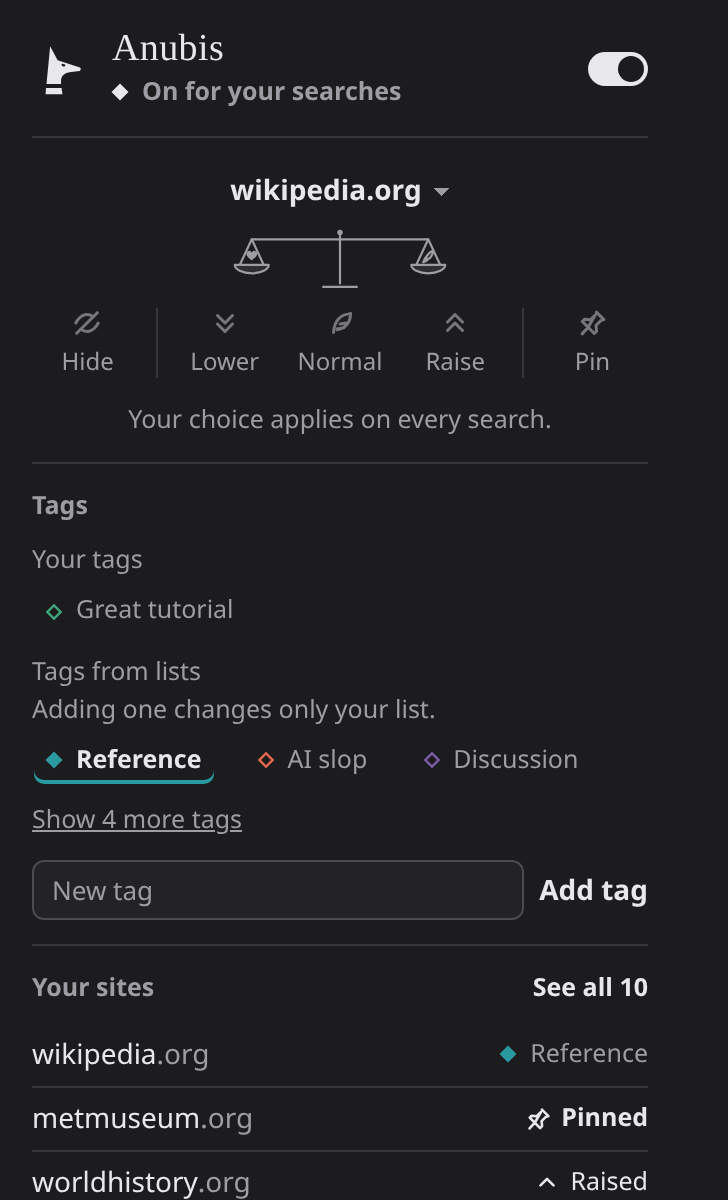 Anubis
On for your searches
wikipedia.org
Hide Lower Normal Raise Pin
Your choice applies on every search.
Tags
Your tags
Great tutorial
Tags from lists
Adding one changes only your list.
Reference AI slop Discussion
Show 4 more tags
New tag Add tag
Your sites See all 10
wikipedia.org Reference
metmuseum.org Pinned
worldhistory.org Raised